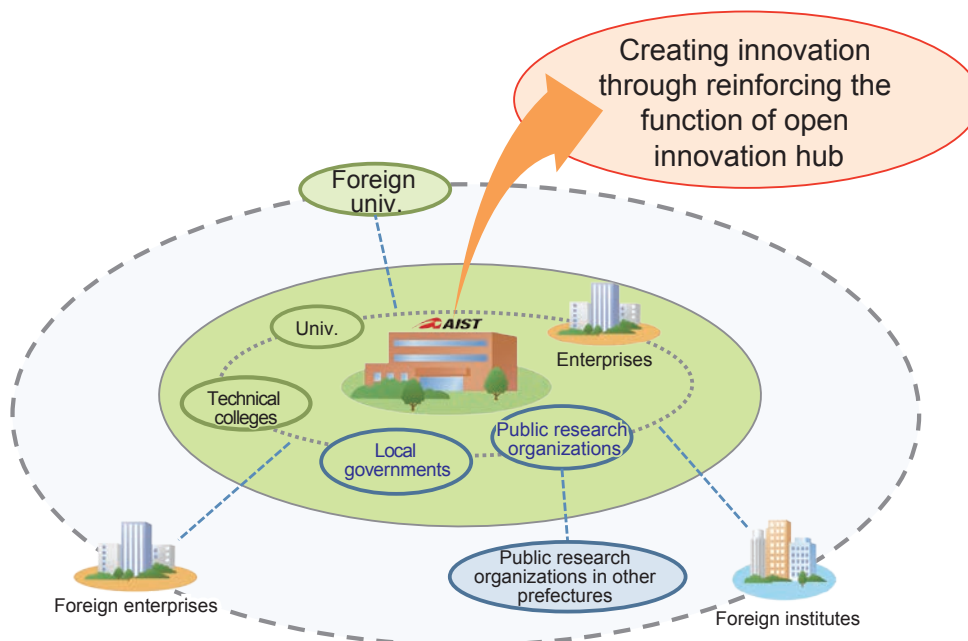 Creating innovation
through reinforcing the
function of open
innovation hub
Foreign
univ.
AIST
Univ.
Enterprises
Technical
colleges
Public research
organizations
Local
governments
Public research
organizations in other
prefectures
Foreign enterprises
Foreign institutes